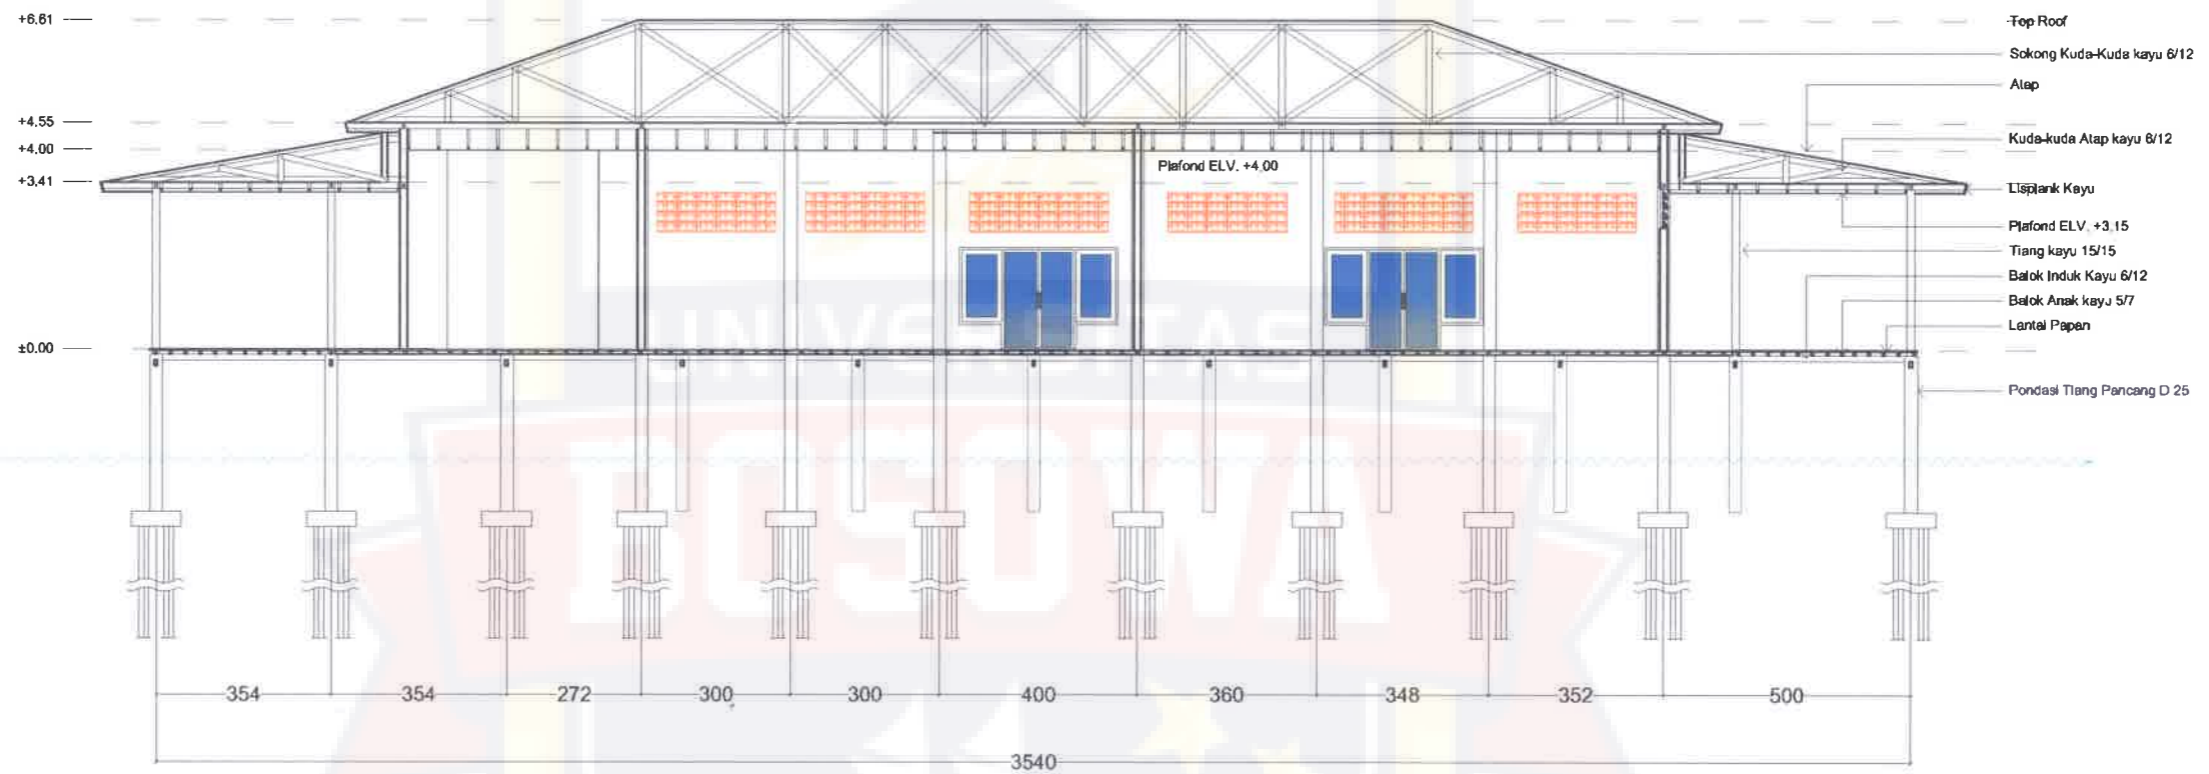 +6.61
Top Roof
Sokong Kuda-Kuda kayu 6/12
Atap
+4.55
+4.00
Kuda-kuda Atap kayu 6/12
Plafond ELV. +4.00
+3.41
Lisplank Kayu
Plafond ELV. +3.15
Tiang kayu 15/15
Balok Induk Kayu 6/12
Balok Anak kayu 5/7
Lantai Papan
±0.00
Pondasi Tiang Pancang D 25
UNIVERSITAS
BOSOWA
354 354 272 300 300 400 360 348 352 500
3540